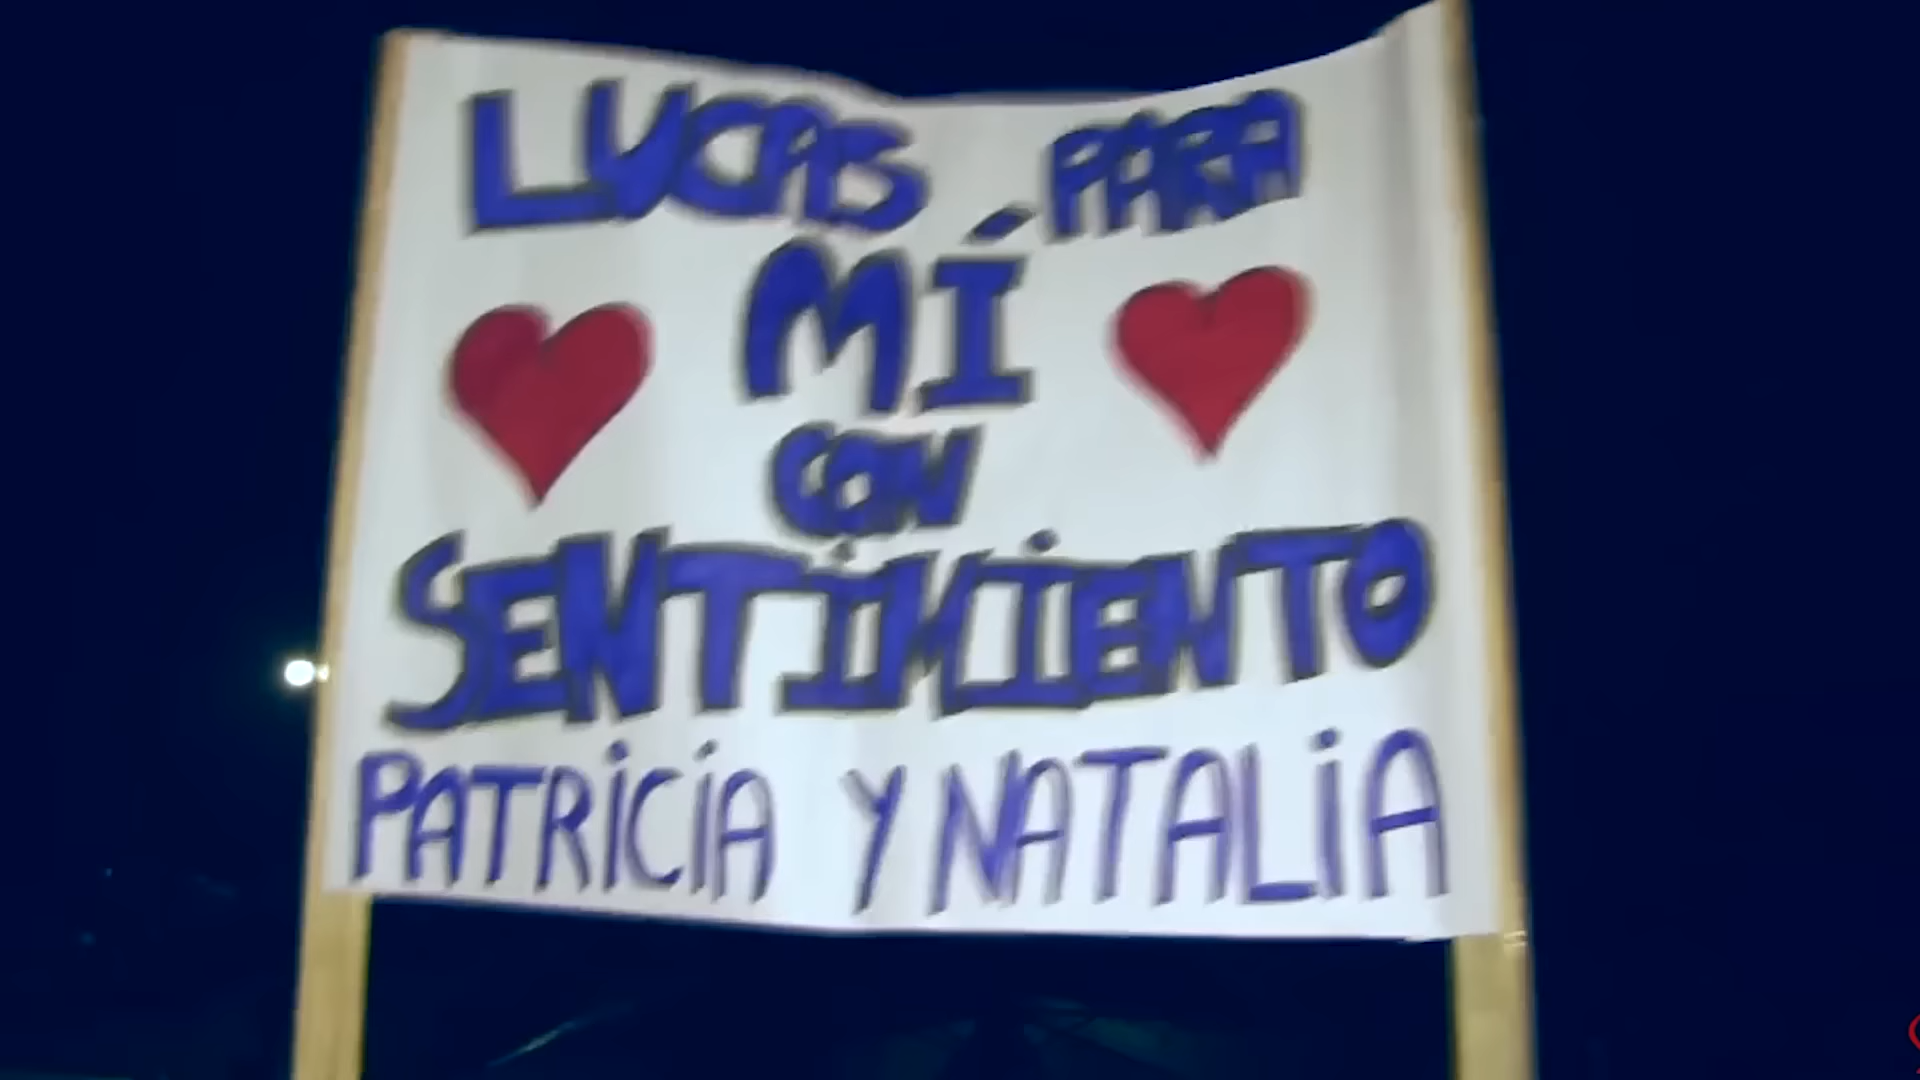 LUCAS PARA
MÍ
CON
SENTIMIENTO
PATRICIA Y NATALIA